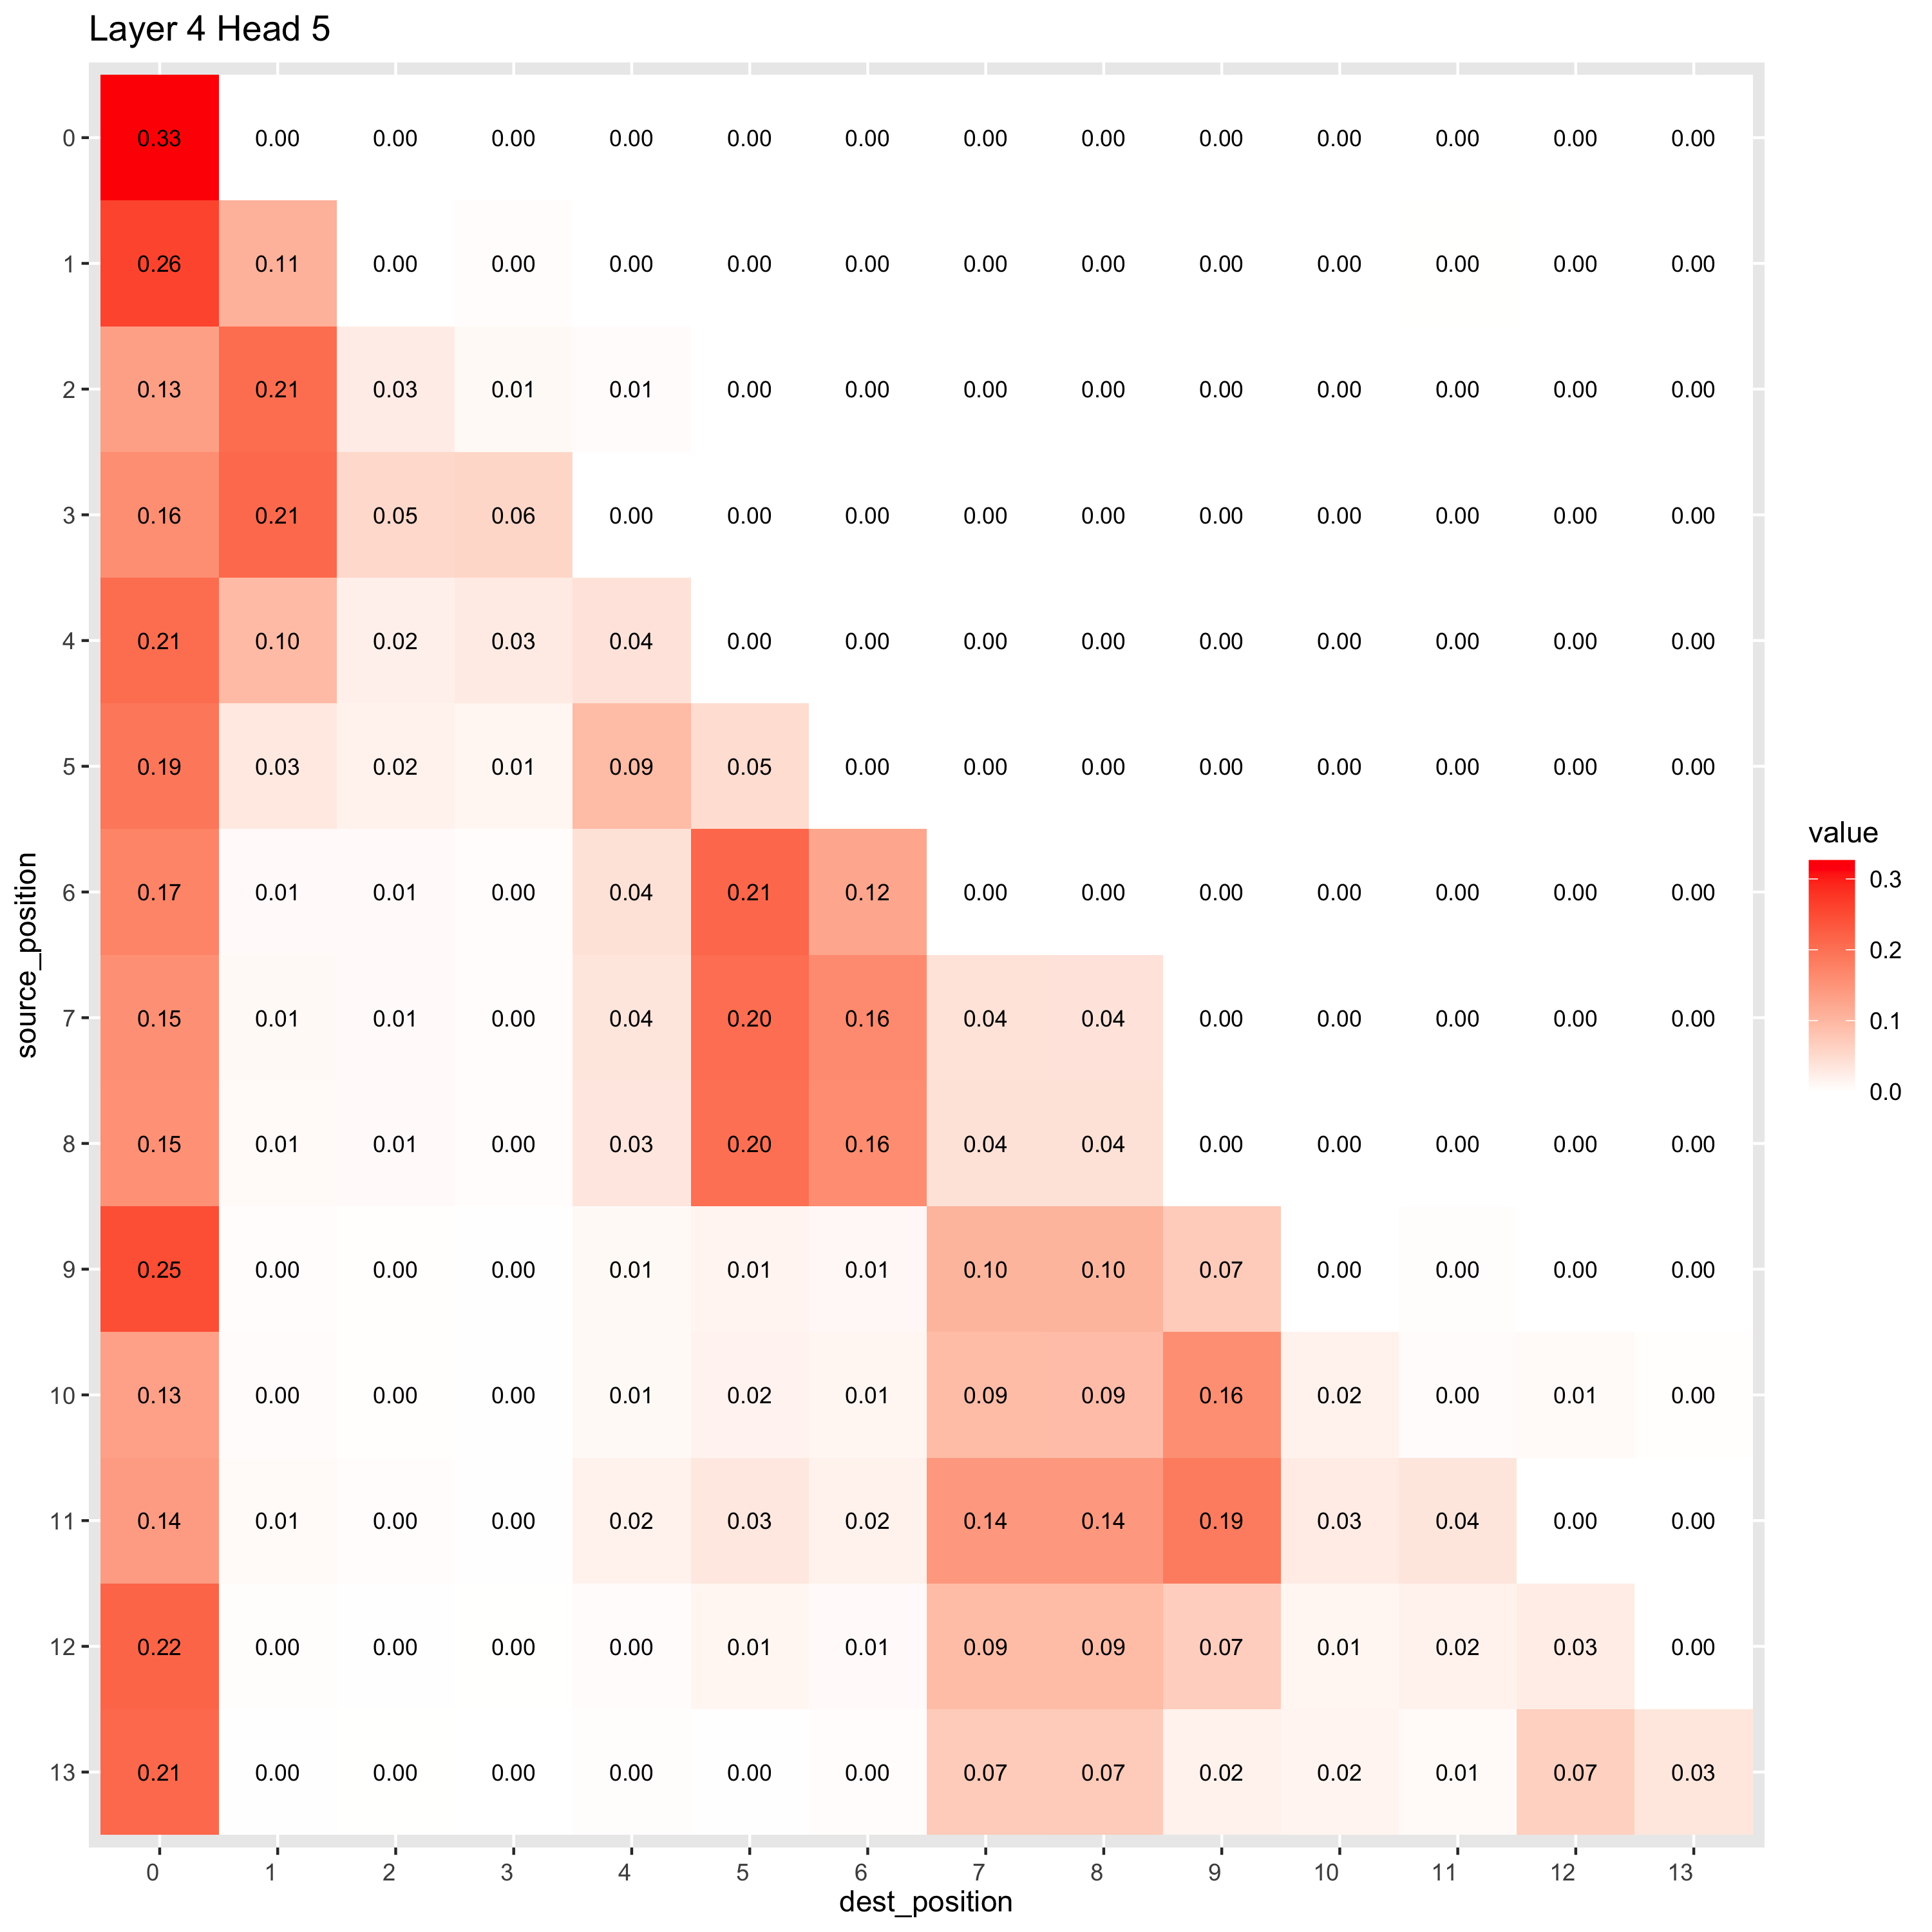 Layer 4 Head 5
0 0.33 0.00 0.00 0.00 0.00 0.00 0.00 0.00 0.00 0.00 0.00 0.00 0.00 0.00
1 0.26 0.11 0.00 0.00 0.00 0.00 0.00 0.00 0.00 0.00 0.00 0.00 0.00 0.00
2 0.13 0.21 0.03 0.01 0.01 0.00 0.00 0.00 0.00 0.00 0.00 0.00 0.00 0.00
3 0.16 0.21 0.05 0.06 0.00 0.00 0.00 0.00 0.00 0.00 0.00 0.00 0.00 0.00
4 0.21 0.10 0.02 0.03 0.04 0.00 0.00 0.00 0.00 0.00 0.00 0.00 0.00 0.00
5 0.19 0.03 0.02 0.01 0.09 0.05 0.00 0.00 0.00 0.00 0.00 0.00 0.00 0.00
6 0.17 0.01 0.01 0.00 0.04 0.21 0.12 0.00 0.00 0.00 0.00 0.00 0.00 0.00
7 0.15 0.01 0.01 0.00 0.04 0.20 0.16 0.04 0.04 0.00 0.00 0.00 0.00 0.00
8 0.15 0.01 0.01 0.00 0.03 0.20 0.16 0.04 0.04 0.00 0.00 0.00 0.00 0.00
9 0.25 0.00 0.00 0.00 0.01 0.01 0.01 0.10 0.10 0.07 0.00 0.00 0.00 0.00
10 0.13 0.00 0.00 0.00 0.01 0.02 0.01 0.09 0.09 0.16 0.02 0.00 0.01 0.00
11 0.14 0.01 0.00 0.00 0.02 0.03 0.02 0.14 0.14 0.19 0.03 0.04 0.00 0.00
12 0.22 0.00 0.00 0.00 0.00 0.01 0.01 0.09 0.09 0.07 0.01 0.02 0.03 0.00
13 0.21 0.00 0.00 0.00 0.00 0.00 0.00 0.07 0.07 0.02 0.02 0.01 0.07 0.03
0 1 2 3 4 5 6 7 8 9 10 11 12 13
dest_position
source_position
value
0.3
0.2
0.1
0.0